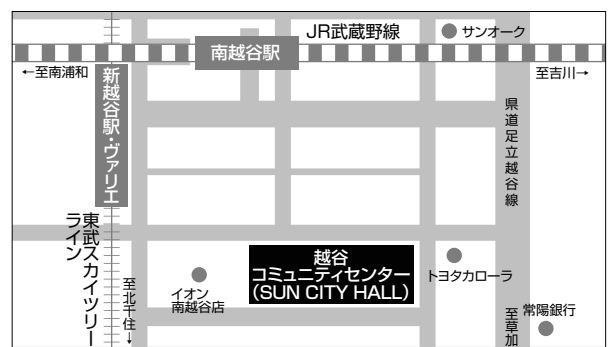 JR武蔵野線
サンオーク
南越谷駅
←至南浦和
至吉川→
新越谷駅・ヴァリエ
県道足立越谷線
東武スカイツリー
ライン
至北千住→
イオン
南越谷店
越谷
コミュニティセンター
(SUN CITY HALL)
トヨタカローラ
至草加
常陽銀行